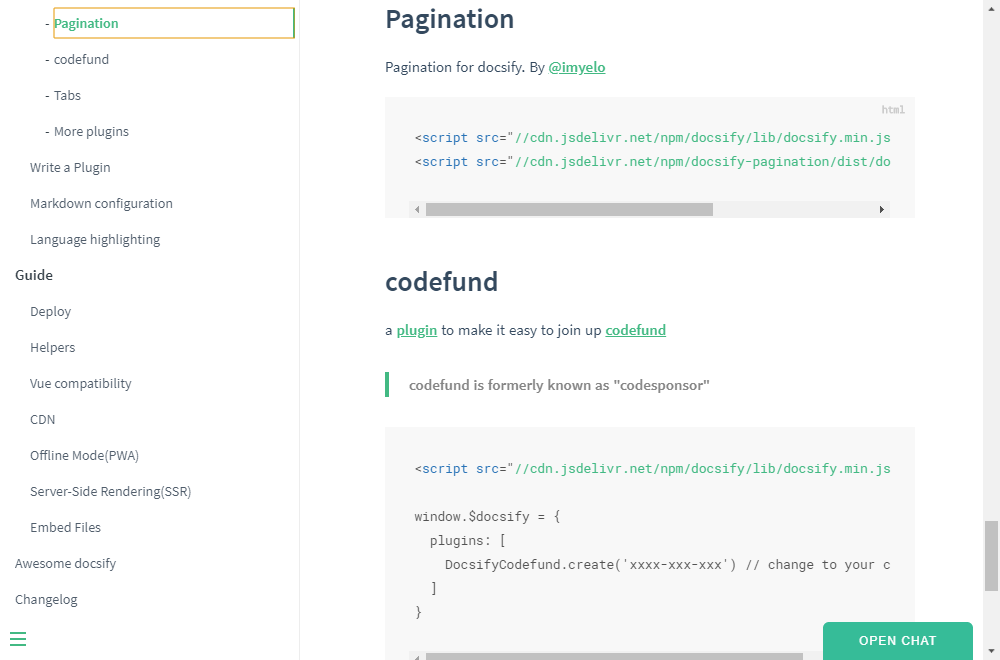 - Pagination
- codefund
- Tabs
- More plugins
Write a Plugin
Markdown configuration
Language highlighting
Guide
Deploy
Helpers
Vue compatibility
CDN
Offline Mode(PWA)
Server-Side Rendering(SSR)
Embed Files
Awesome docsify
Changelog
Pagination
Pagination for docsify. By @imyelo
html
<script src="//cdn.jsdelivr.net/npm/docsify/lib/docsify.min.js
<script src="//cdn.jsdelivr.net/npm/docsify-pagination/dist/do
codefund
a plugin to make it easy to join up codefund
codefund is formerly known as "codesponsor"
<script src="//cdn.jsdelivr.net/npm/docsify/lib/docsify.min.js
window.$docsify = {
  plugins: [
    DocsifyCodefund.create('xxxx-xxx-xxx') // change to your c
  ]
}
OPEN CHAT